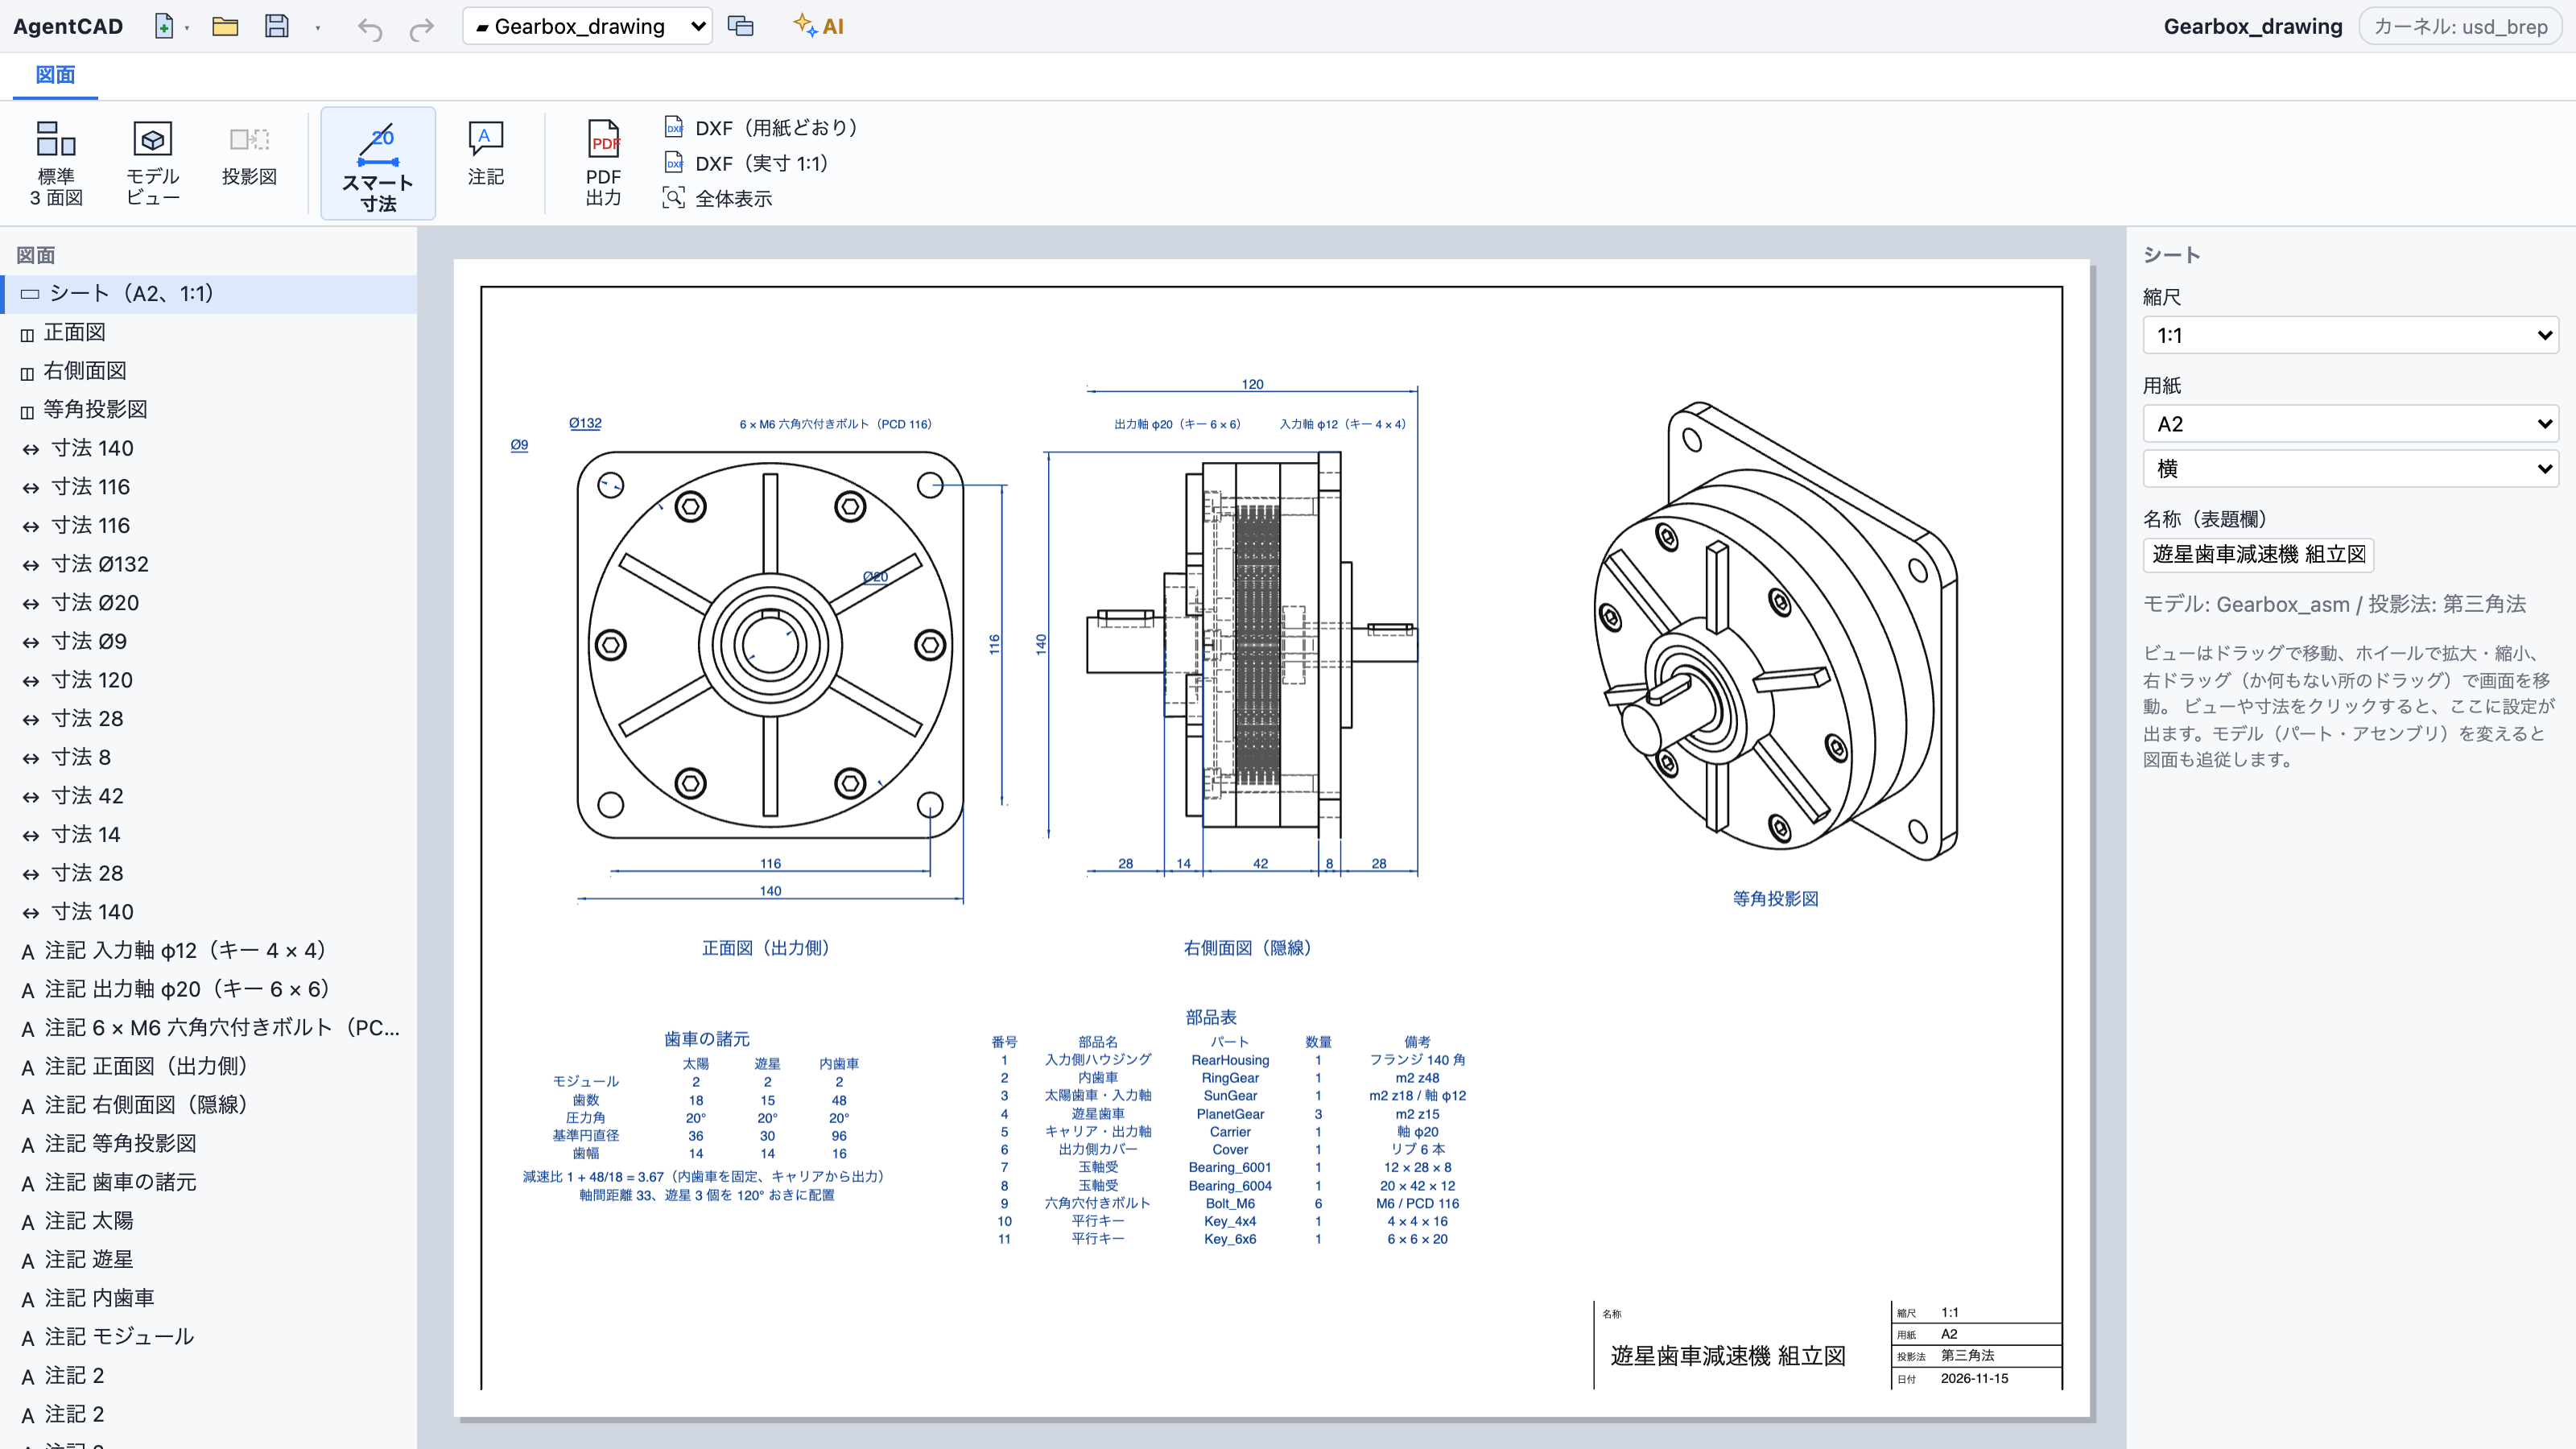 AgentCAD
Gearbox_drawing
AI
Gearbox_drawing
カーネル: usd_brep
図面
標準
3 面図
モデル
ビュー
投影図
20
スマート
寸法
A
注記
PDF
PDF
出力
DXF DXF（用紙どおり）
DXF DXF（実寸 1:1）
全体表示
図面
シート（A2、1:1）
正面図
右側面図
等角投影図
寸法 140
寸法 116
寸法 116
寸法 Ø132
寸法 Ø20
寸法 Ø9
寸法 120
寸法 28
寸法 8
寸法 42
寸法 14
寸法 28
寸法 140
A 注記 入力軸 φ12（キー 4 × 4）
A 注記 出力軸 φ20（キー 6 × 6）
A 注記 6 × M6 六角穴付きボルト（PC...
A 注記 正面図（出力側）
A 注記 右側面図（隠線）
A 注記 等角投影図
A 注記 歯車の諸元
A 注記 太陽
A 注記 遊星
A 注記 内歯車
A 注記 モジュール
A 注記 2
A 注記 2
120
Ø132
6 × M6 六角穴付きボルト（PCD 116）
出力軸 φ20（キー 6 × 6）
入力軸 φ12（キー 4 × 4）
Ø9
Ø20
116
140
116
140
28
14
42
8
28
正面図（出力側）
右側面図（隠線）
等角投影図
歯車の諸元
太陽 遊星 内歯車
モジュール 2 2 2
歯数 18 15 48
圧力角 20° 20° 20°
基準円直径 36 30 96
歯幅 14 14 16
減速比 1 + 48/18 = 3.67（内歯車を固定、キャリアから出力）
軸間距離 33、遊星 3 個を 120° おきに配置
部品表
番号 部品名 パート 数量 備考
1 入力側ハウジング RearHousing 1 フランジ 140 角
2 内歯車 RingGear 1 m2 z48
3 太陽歯車・入力軸 SunGear 1 m2 z18 / 軸 φ12
4 遊星歯車 PlanetGear 3 m2 z15
5 キャリア・出力軸 Carrier 1 軸 φ20
6 出力側カバー Cover 1 リブ 6 本
7 玉軸受 Bearing_6001 1 12 × 28 × 8
8 玉軸受 Bearing_6004 1 20 × 42 × 12
9 六角穴付きボルト Bolt_M6 6 M6 / PCD 116
10 平行キー Key_4x4 1 4 × 4 × 16
11 平行キー Key_6x6 1 6 × 6 × 20
名称
遊星歯車減速機 組立図
縮尺 1:1
用紙 A2
投影法 第三角法
日付 2026-11-15
シート
縮尺
1:1
用紙
A2
横
名称（表題欄）
遊星歯車減速機 組立図
モデル: Gearbox_asm / 投影法: 第三角法
ビューはドラッグで移動、ホイールで拡大・縮小、
右ドラッグ（か何もない所のドラッグ）で画面を移
動。 ビューや寸法をクリックすると、ここに設定が
出ます。モデル（パート・アセンブリ）を変えると
図面も追従します。